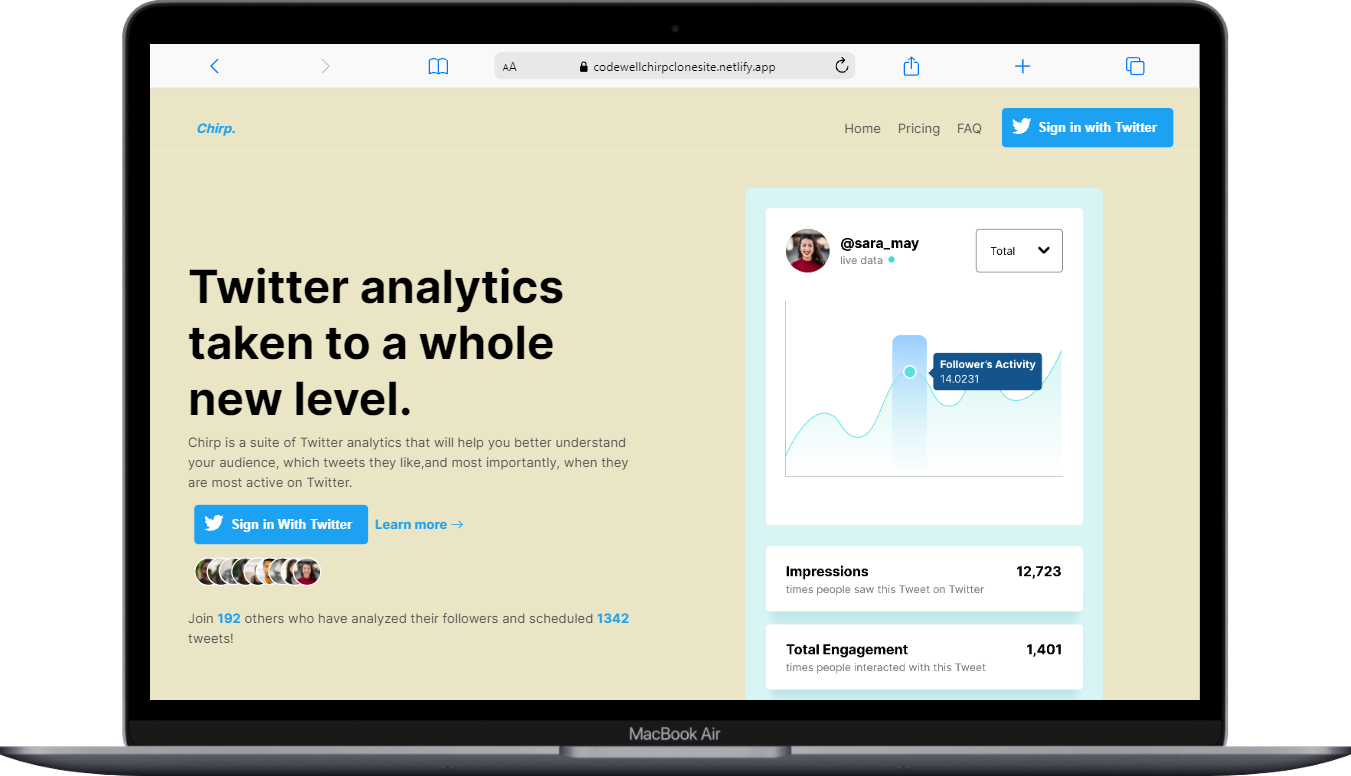 AA codewellchirpclonesite.netlify.app
Chirp.
Home Pricing FAQ Sign in with Twitter
Twitter analytics
taken to a whole
new level.
Chirp is a suite of Twitter analytics that will help you better understand
your audience, which tweets they like,and most importantly, when they
are most active on Twitter.
Sign in With Twitter Learn more →
Join 192 others who have analyzed their followers and scheduled 1342
tweets!
@sara_may
live data
Total
Follower's Activity
14.0231
Impressions 12,723
times people saw this Tweet on Twitter
Total Engagement 1,401
times people interacted with this Tweet
MacBook Air